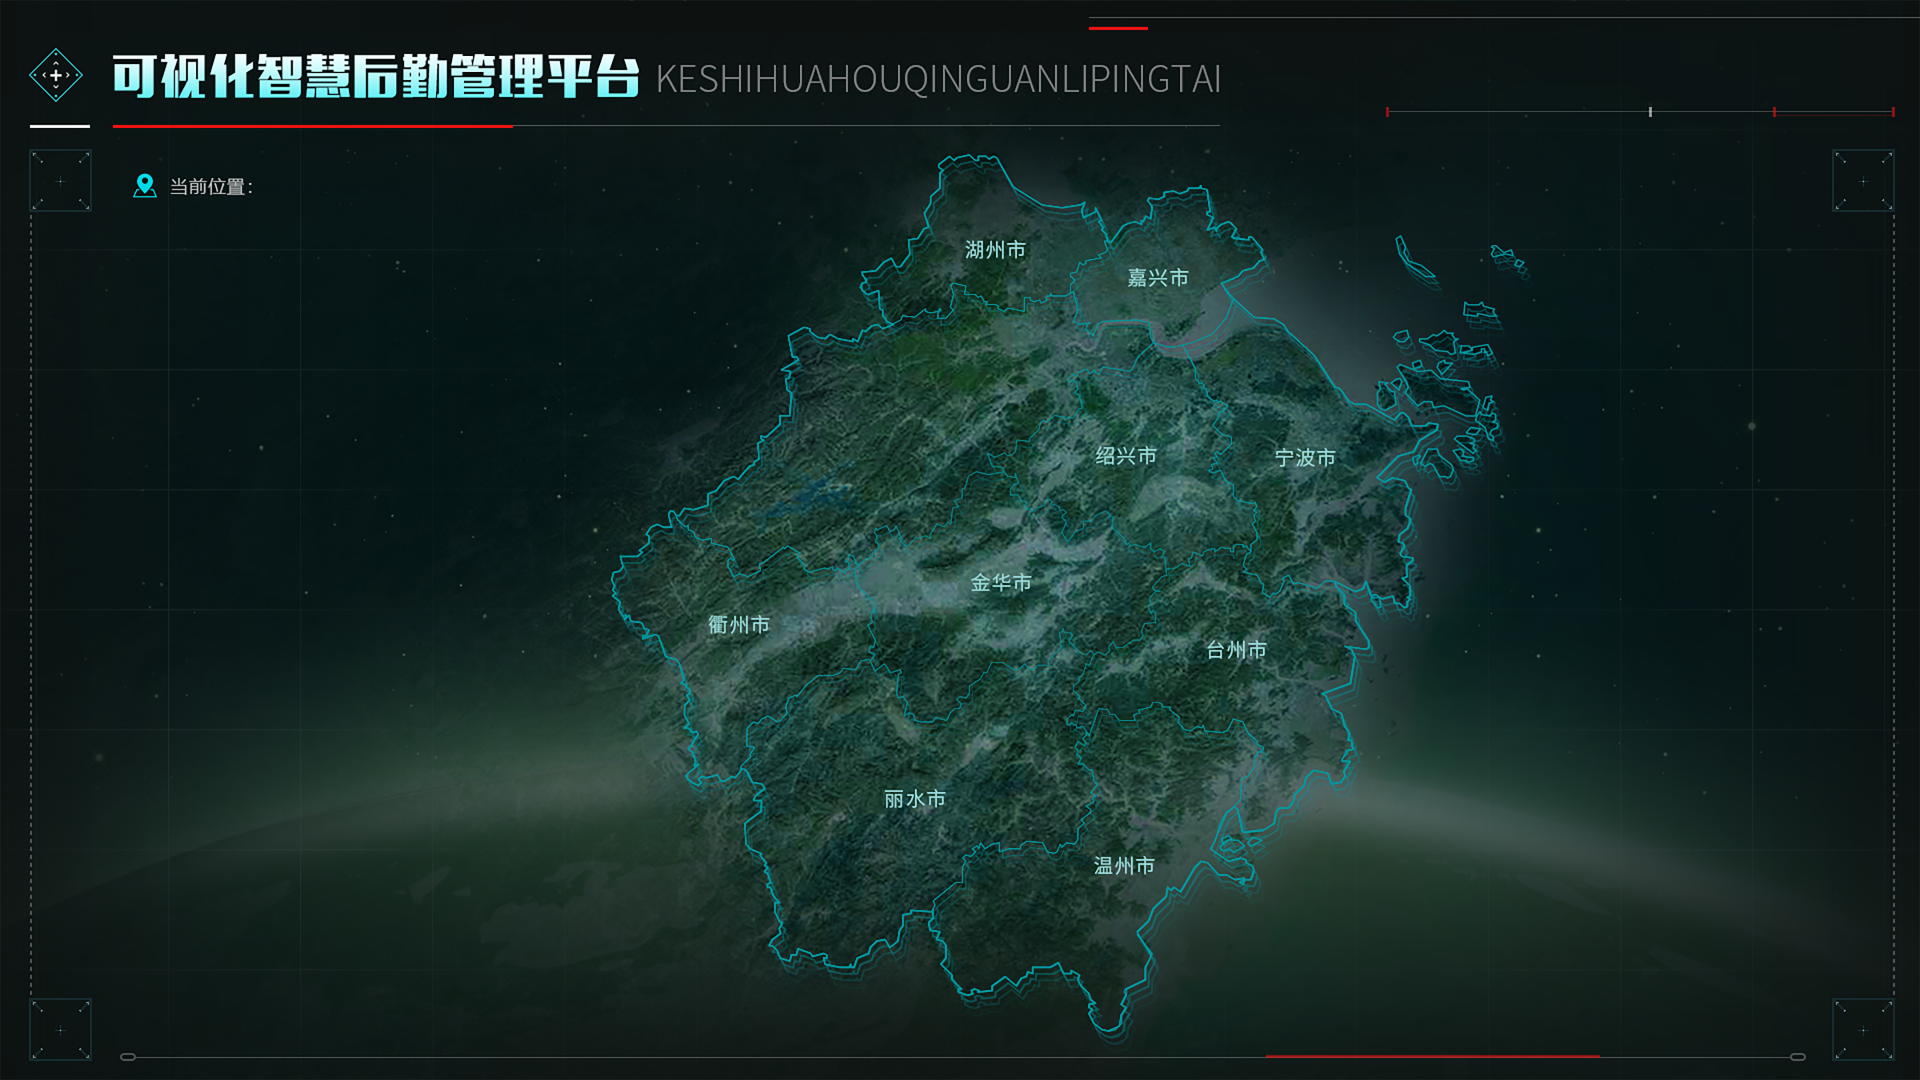 可视化智慧后勤管理平台 KESHIHUAHOUQINGUANLIPINGTAI
当前位置：
湖州市
嘉兴市
绍兴市
宁波市
金华市
衢州市
台州市
丽水市
温州市